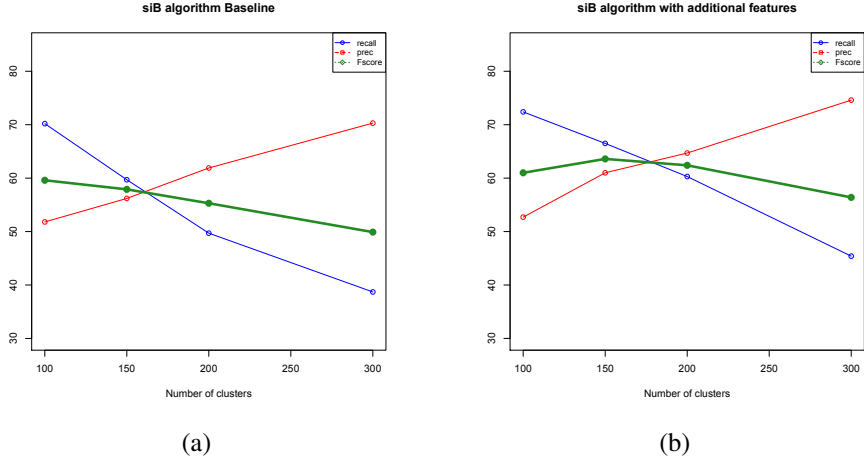 siB algorithm Baseline
recall
prec
Fscore
80
70
60
50
40
30
100 150 200 250 300
Number of clusters
(a)
siB algorithm with additional features
recall
prec
Fscore
80
70
60
50
40
30
100 150 200 250 300
Number of clusters
(b)